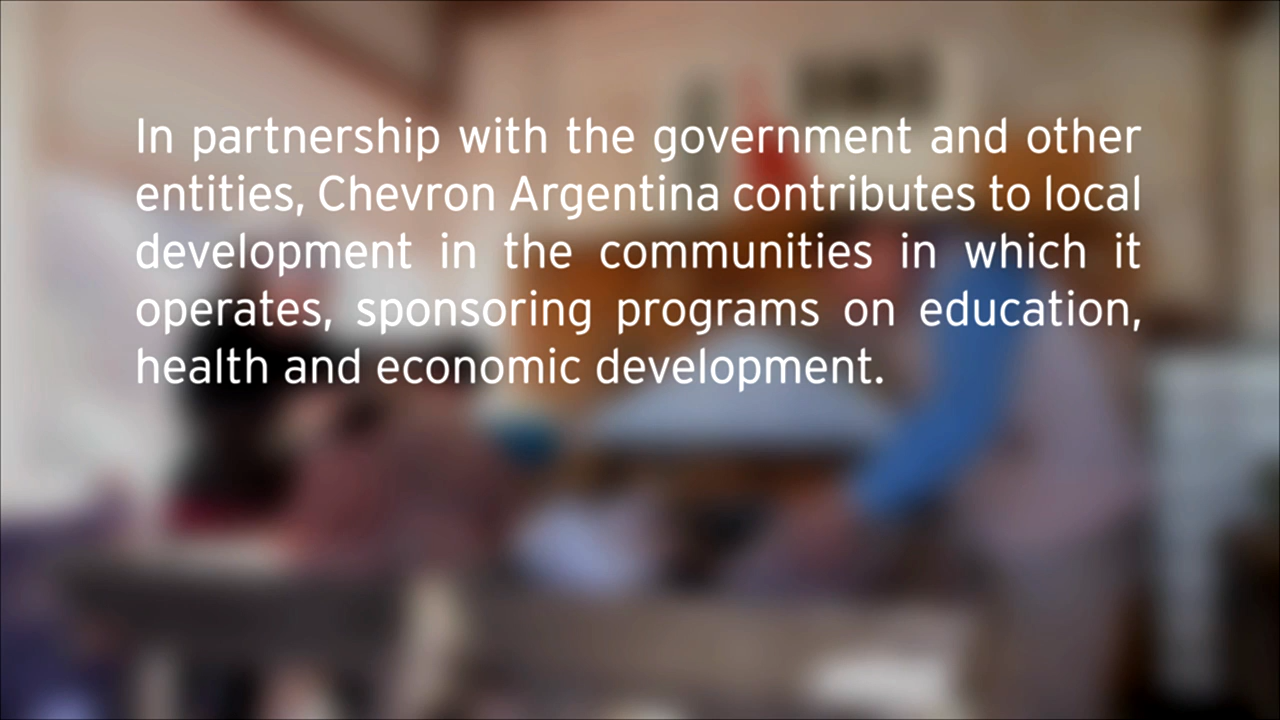 In partnership with the government and other
entities, Chevron Argentina contributes to local
development in the communities in which it
operates, sponsoring programs on education,
health and economic development.